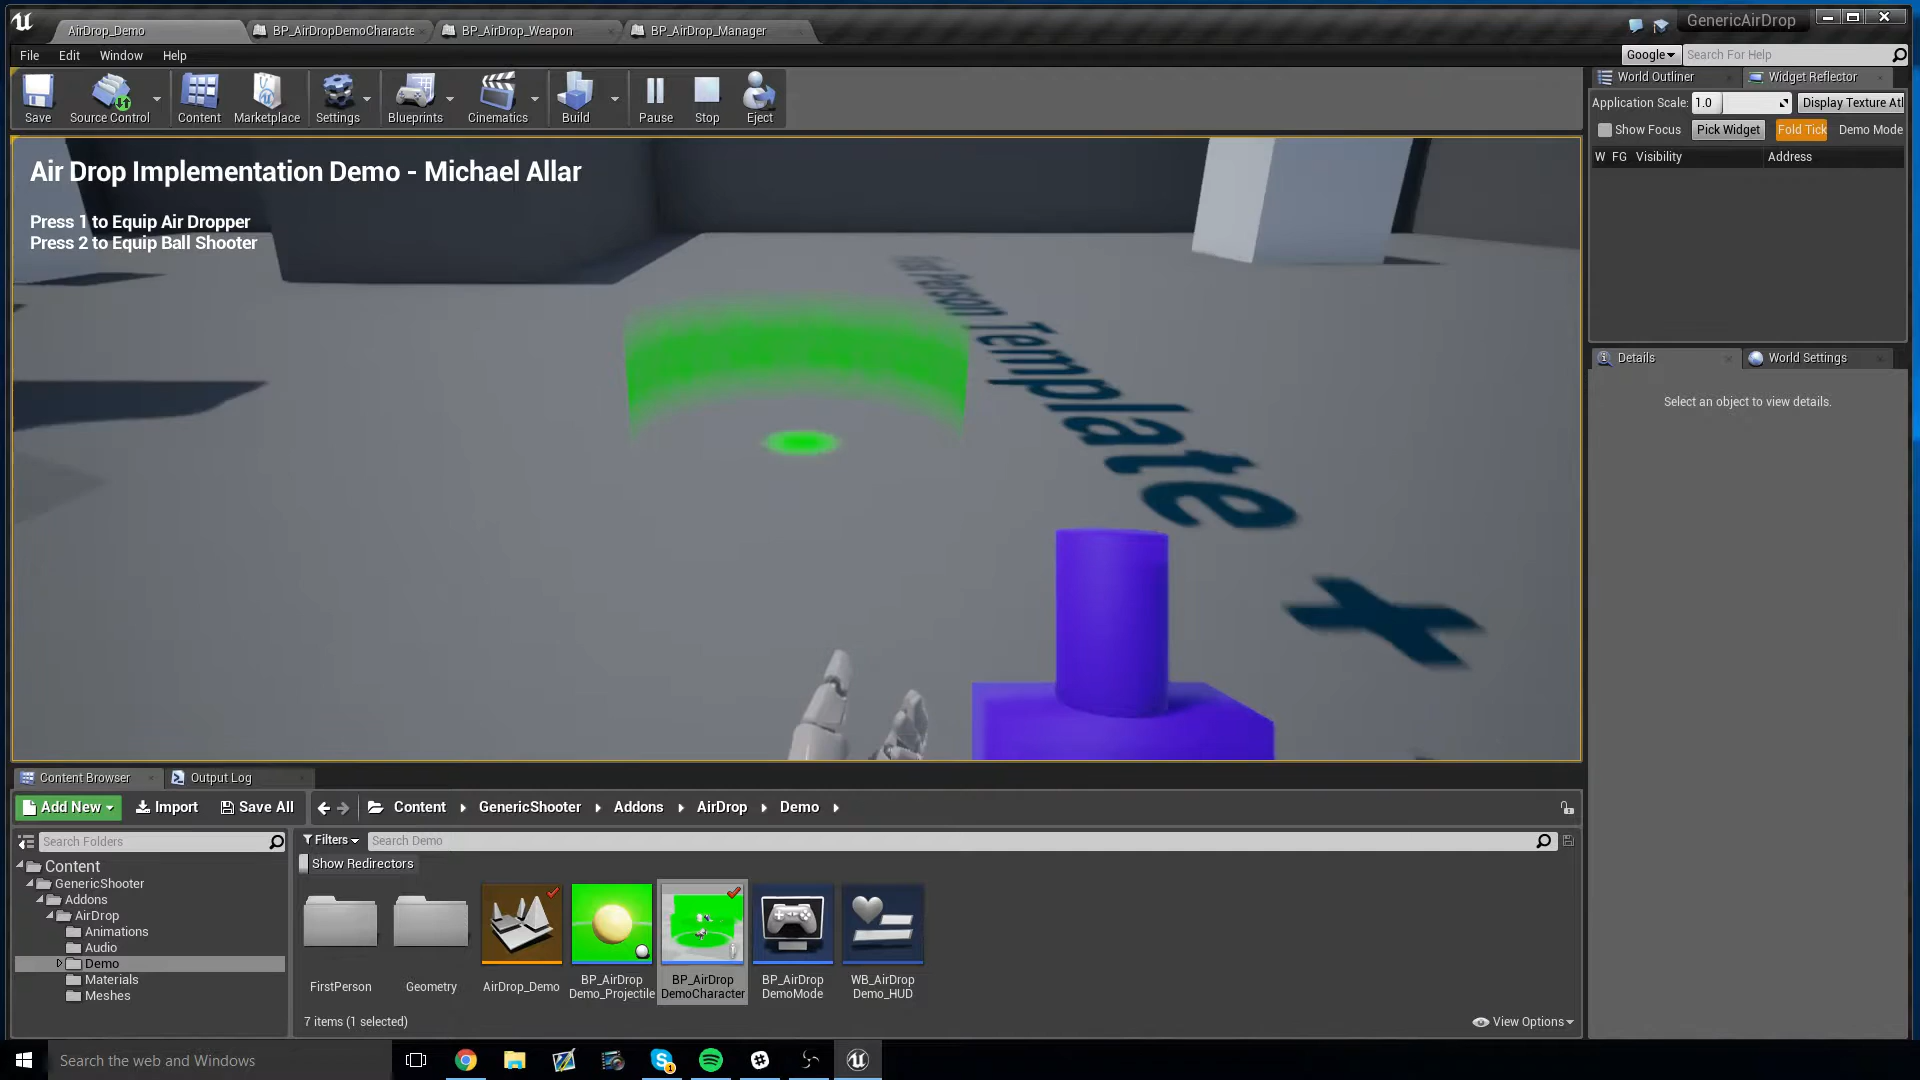 AirDrop_Demo
BP_AirDropDemoCharacte
BP_AirDrop_Weapon
BP_AirDrop_Manager
GenericAirDrop
File Edit Window Help
Google
Search For Help
Save
Source Control
Content
Marketplace
Settings
Blueprints
Cinematics
Build
Pause
Stop
Eject
World Outliner
Widget Reflector
Application Scale: 1.0
Display Texture Atl
Show Focus
Pick Widget
Fold Tick
Demo Mode
W FG Visibility
Address
Air Drop Implementation Demo - Michael Allar
Press 1 to Equip Air Dropper
Press 2 to Equip Ball Shooter
Person Template
Details
World Settings
Select an object to view details.
Content Browser
Output Log
Add New
Import
Save All
Content
GenericShooter
Addons
AirDrop
Demo
Search Folders
Filters
Search Demo
Show Redirectors
Content
GenericShooter
Addons
AirDrop
Animations
Audio
Demo
Materials
Meshes
FirstPerson
Geometry
AirDrop_Demo
BP_AirDrop
Demo_Projectile
BP_AirDrop
DemoCharacter
BP_AirDrop
DemoMode
WB_AirDrop
Demo_HUD
7 items (1 selected)
View Options
Search the web and Windows